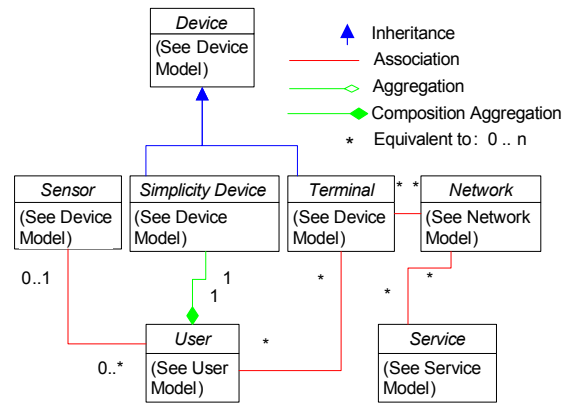 Device
(See Device
Model)
Inheritance
Association
Aggregation
Composition Aggregation
* Equivalent to: 0 .. n
Sensor
(See Device
Model)
Simplicity Device
(See Device
Model)
Terminal
(See Device
Model)
* *
Network
(See Network
Model)
0..1
1
1
*
*
*
0..*
*
User
(See User
Model)
Service
(See Service
Model)